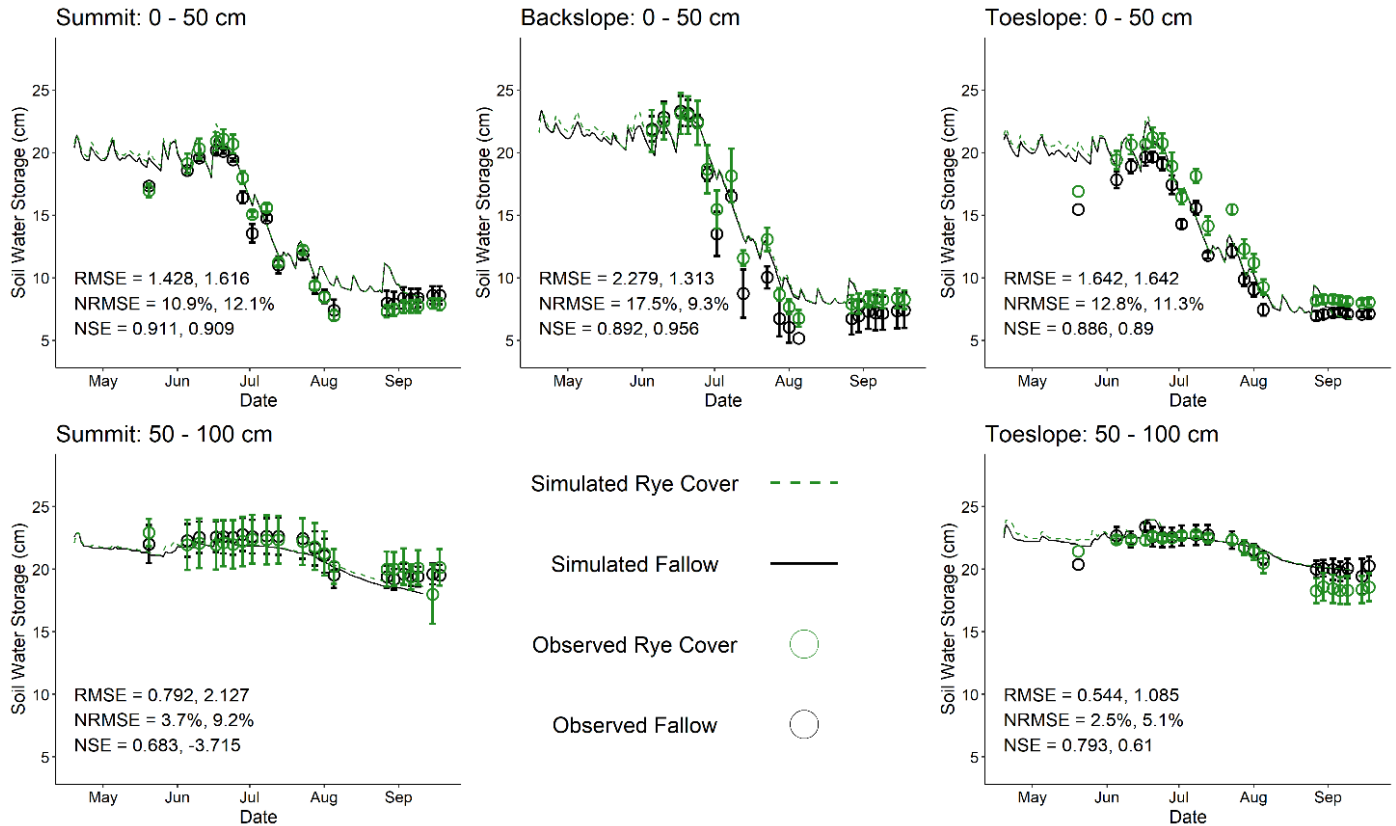 Summit: 0 - 50 cm
Soil Water Storage (cm)
25
20
15
10
5
RMSE = 1.428, 1.616
NRMSE = 10.9%, 12.1%
NSE = 0.911, 0.909
May Jun Jul Aug Sep
Date
Backslope: 0 - 50 cm
Soil Water Storage (cm)
25
20
15
10
5
RMSE = 2.279, 1.313
NRMSE = 17.5%, 9.3%
NSE = 0.892, 0.956
May Jun Jul Aug Sep
Date
Toeslope: 0 - 50 cm
Soil Water Storage (cm)
25
20
15
10
5
RMSE = 1.642, 1.642
NRMSE = 12.8%, 11.3%
NSE = 0.886, 0.89
May Jun Jul Aug Sep
Date
Summit: 50 - 100 cm
Soil Water Storage (cm)
25
20
15
10
5
RMSE = 0.792, 2.127
NRMSE = 3.7%, 9.2%
NSE = 0.683, -3.715
May Jun Jul Aug Sep
Date
Simulated Rye Cover
Simulated Fallow
Observed Rye Cover
Observed Fallow
Toeslope: 50 - 100 cm
Soil Water Storage (cm)
25
20
15
10
5
RMSE = 0.544, 1.085
NRMSE = 2.5%, 5.1%
NSE = 0.793, 0.61
May Jun Jul Aug Sep
Date